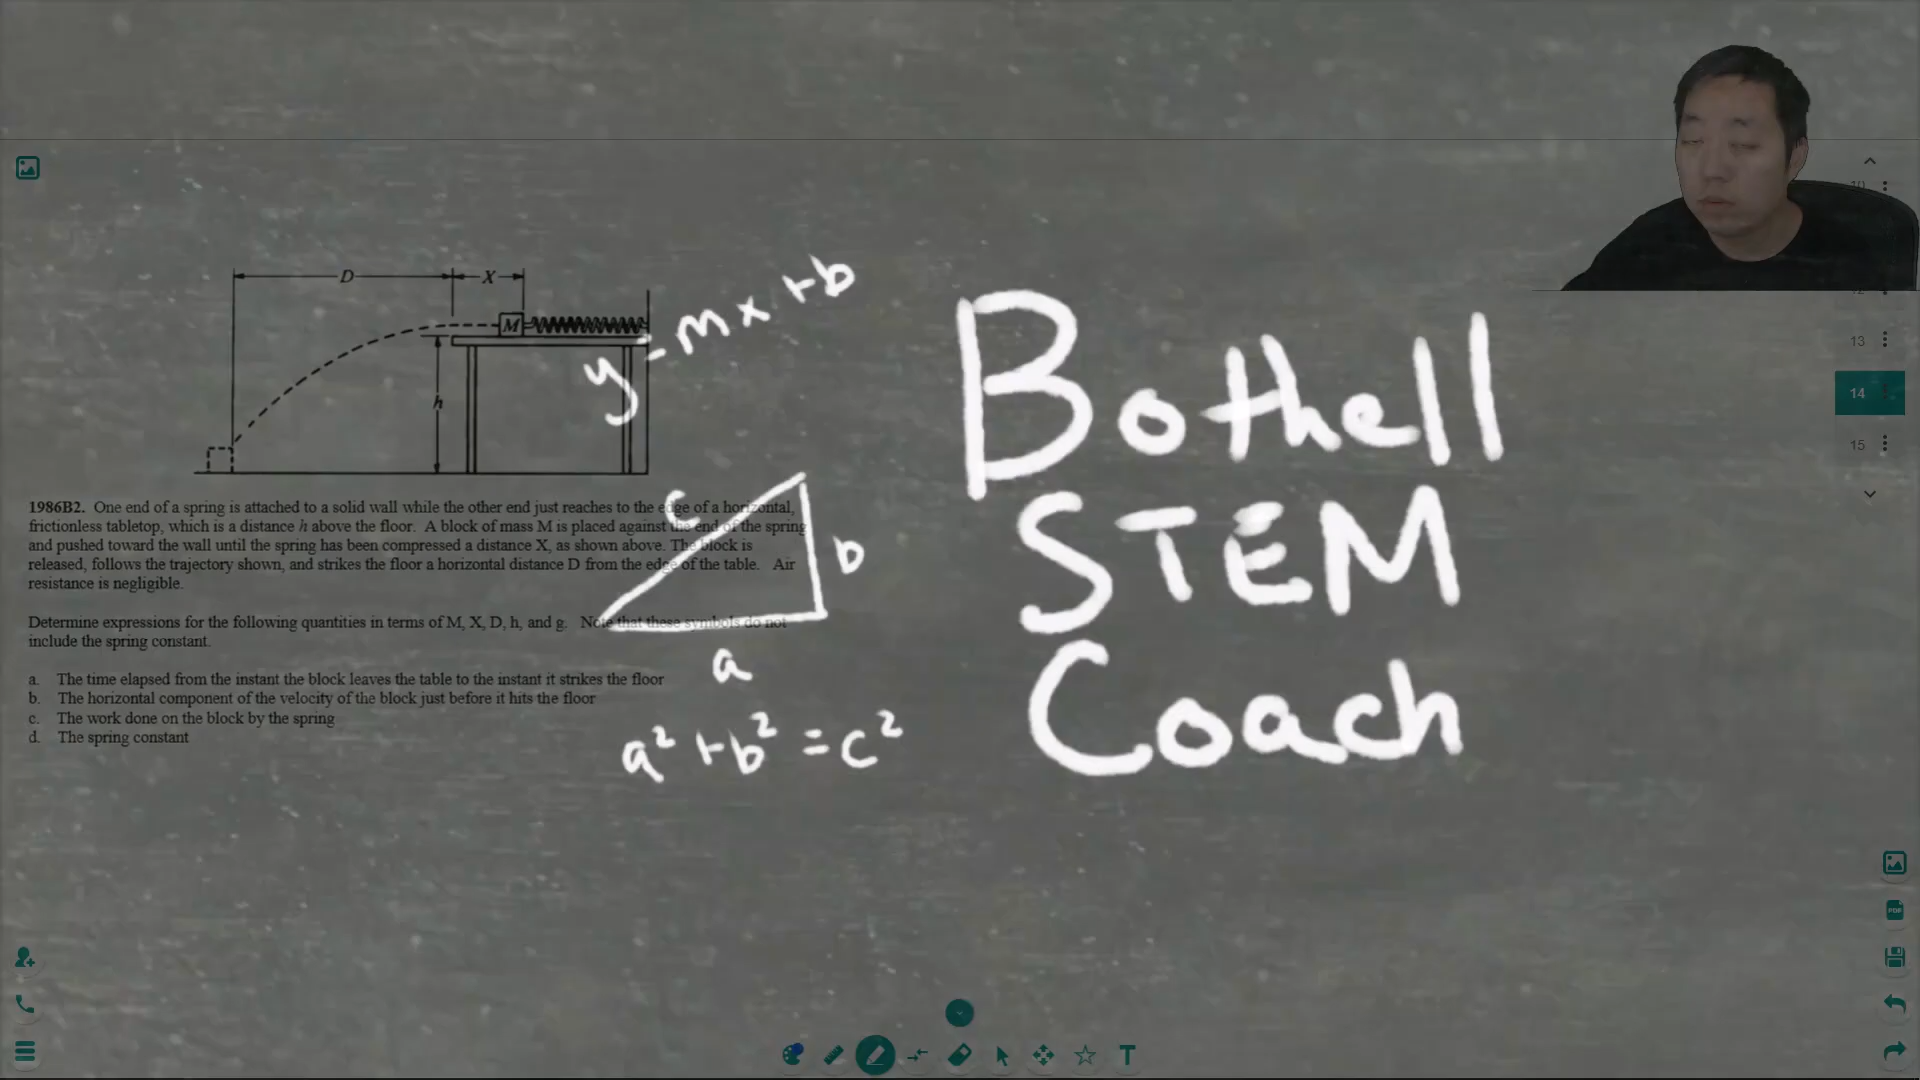 D
X
M
h
y = mx + b
Bothell
STEM
Coach
1986B2. One end of a spring is attached to a solid wall while the other end just reaches to the edge of a horizontal,
frictionless tabletop, which is a distance h above the floor. A block of mass M is placed against the end of the spring
and pushed toward the wall until the spring has been compressed a distance X, as shown above. The block is
released, follows the trajectory shown, and strikes the floor a horizontal distance D from the edge of the table. Air
resistance is negligible.
Determine expressions for the following quantities in terms of M, X, D, h, and g. Note that these symbols do not
include the spring constant.
a. The time elapsed from the instant the block leaves the table to the instant it strikes the floor
b. The horizontal component of the velocity of the block just before it hits the floor
c. The work done on the block by the spring
d. The spring constant
c
b
a
a² + b² = c²
10
13
14
15
PDF
T